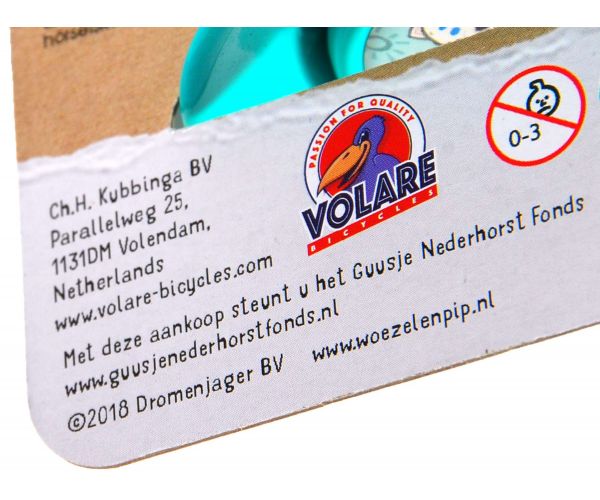 PASSION FOR QUALITY
VOLARE
BICYCLES
0-3
Ch.H. Kubbinga BV
Parallelweg 25,
1131DM Volendam,
Netherlands
www.volare-bicycles.com
Met deze aankoop steunt u het Guusje Nederhorst Fonds
www.guusjenederhorstfonds.nl
©2018 Dromenjager BV www.woezelenpip.nl